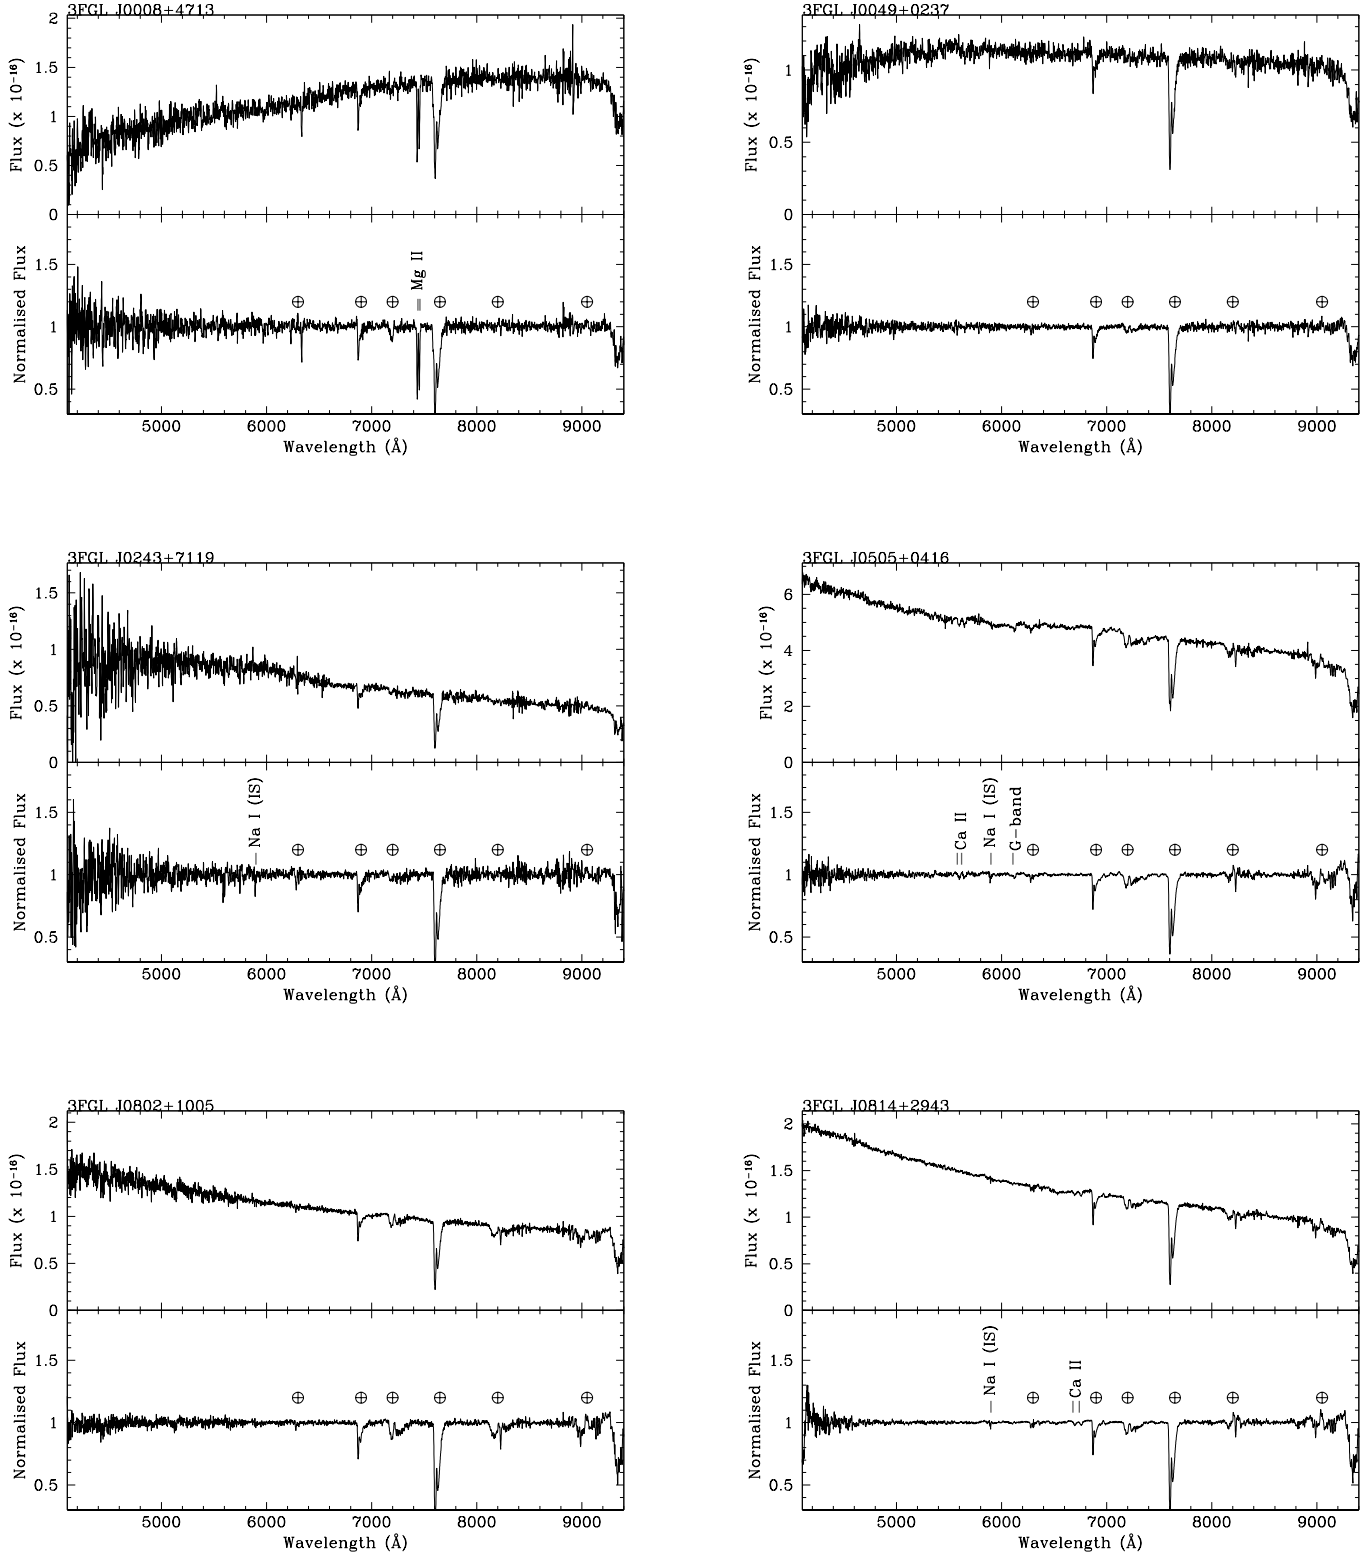 3FGL J0008+4713
Flux (x 10⁻¹⁶)
2
1.5
1
0.5
0
Normalised Flux
1.5
1
0.5
Mg II
5000 6000 7000 8000 9000
Wavelength (Å)
3FGL J0049+0237
Flux (x 10⁻¹⁶)
1
0.5
0
Normalised Flux
1.5
1
0.5
5000 6000 7000 8000 9000
Wavelength (Å)
3FGL J0243+7119
Flux (x 10⁻¹⁶)
1.5
1
0.5
0
Normalised Flux
1.5
1
0.5
Na I (IS)
5000 6000 7000 8000 9000
Wavelength (Å)
3FGL J0505+0416
Flux (x 10⁻¹⁶)
6
4
2
0
Normalised Flux
1.5
1
0.5
Ca II
Na I (IS)
G-band
5000 6000 7000 8000 9000
Wavelength (Å)
3FGL J0802+1005
Flux (x 10⁻¹⁶)
2
1.5
1
0.5
0
Normalised Flux
1.5
1
0.5
5000 6000 7000 8000 9000
Wavelength (Å)
3FGL J0814+2943
Flux (x 10⁻¹⁶)
2
1.5
1
0.5
0
Normalised Flux
1.5
1
0.5
Na I (IS)
Ca II
5000 6000 7000 8000 9000
Wavelength (Å)